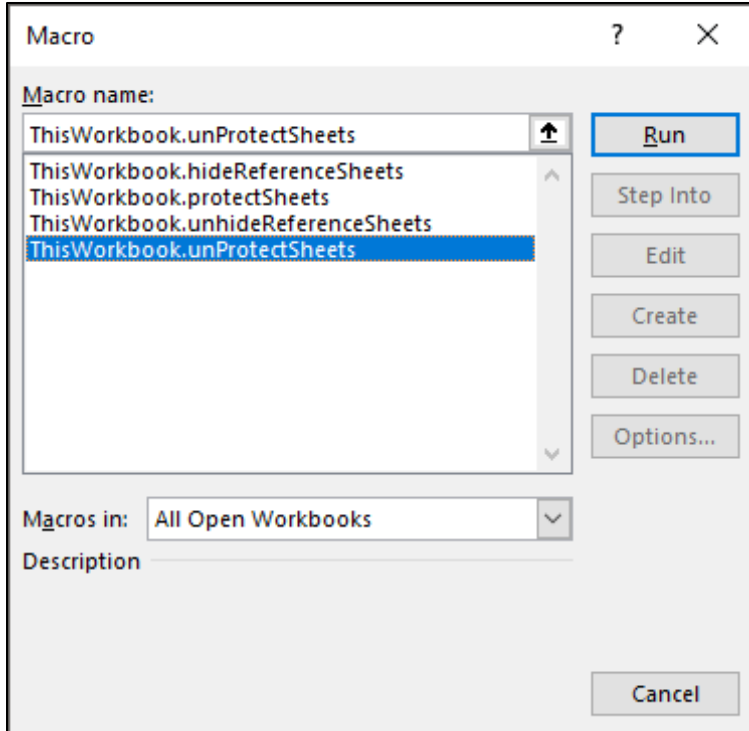 Macro
?
Macro name:
ThisWorkbook.unProtectSheets
Run
ThisWorkbook.hideReferenceSheets
ThisWorkbook.protectSheets
ThisWorkbook.unhideReferenceSheets
ThisWorkbook.unProtectSheets
Step Into
Edit
Create
Delete
Options...
Macros in: All Open Workbooks
Description
Cancel